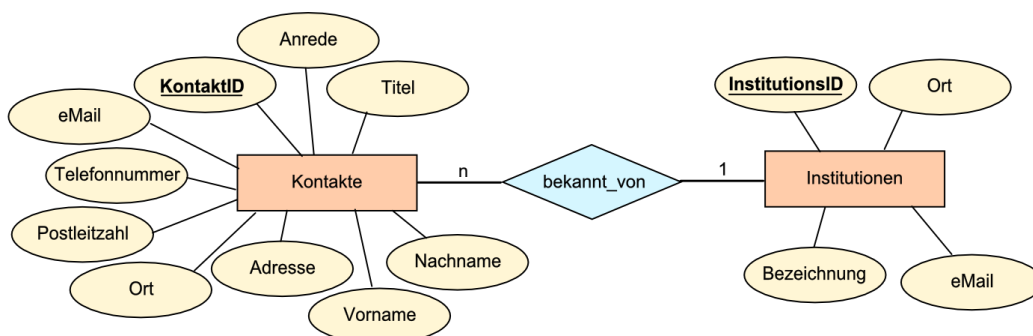 Anrede
KontaktID
Titel
eMail
Telefonnummer
Kontakte
Postleitzahl
Ort
Adresse
Vorname
Nachname
n
bekannt_von
1
InstitutionsID
Ort
Institutionen
Bezeichnung
eMail